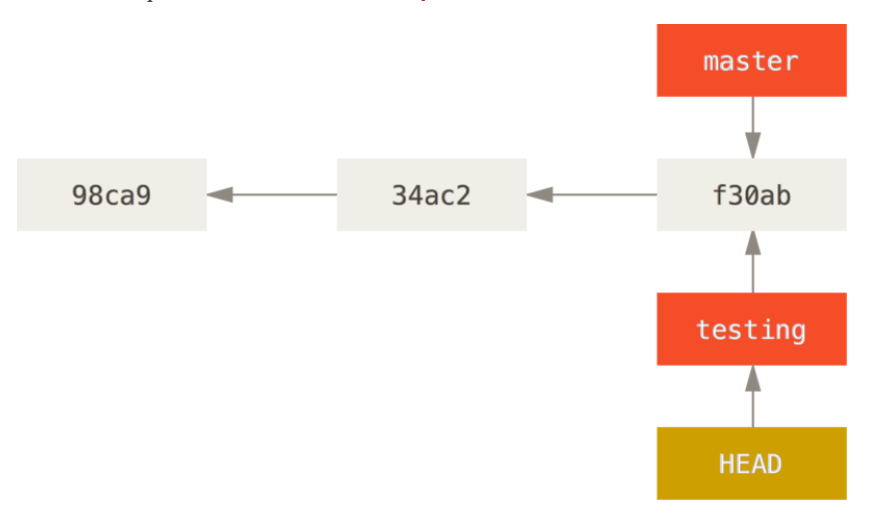 master
98ca9
34ac2
f30ab
testing
HEAD